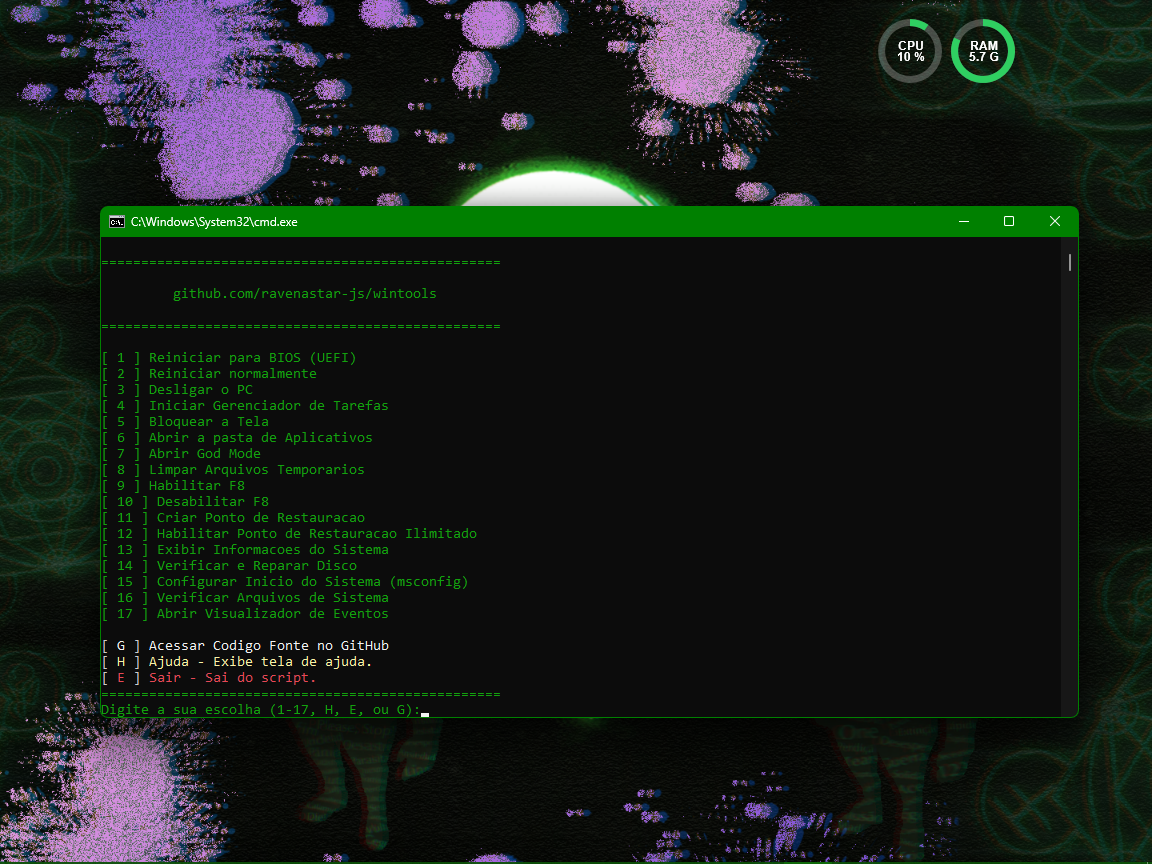 CPU
10 %
RAM
5.7 G
C:\Windows\System32\cmd.exe
==================================================
github.com/ravenastar-js/wintools
==================================================
[ 1 ] Reiniciar para BIOS (UEFI)
[ 2 ] Reiniciar normalmente
[ 3 ] Desligar o PC
[ 4 ] Iniciar Gerenciador de Tarefas
[ 5 ] Bloquear a Tela
[ 6 ] Abrir a pasta de Aplicativos
[ 7 ] Abrir God Mode
[ 8 ] Limpar Arquivos Temporarios
[ 9 ] Habilitar F8
[ 10 ] Desabilitar F8
[ 11 ] Criar Ponto de Restauracao
[ 12 ] Habilitar Ponto de Restauracao Ilimitado
[ 13 ] Exibir Informacoes do Sistema
[ 14 ] Verificar e Reparar Disco
[ 15 ] Configurar Inicio do Sistema (msconfig)
[ 16 ] Verificar Arquivos de Sistema
[ 17 ] Abrir Visualizador de Eventos
[ G ] Acessar Codigo Fonte no GitHub
[ H ] Ajuda - Exibe tela de ajuda.
[ E ] Sair - Sai do script.
==================================================
Digite a sua escolha (1-17, H, E, ou G):